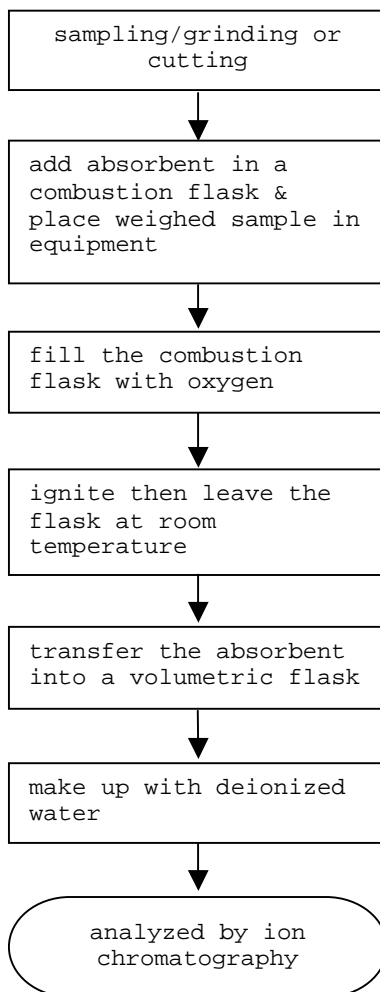 sampling/grinding or
cutting
add absorbent in a
combustion flask &
place weighed sample in
equipment
fill the combustion
flask with oxygen
ignite then leave the
flask at room
temperature
transfer the absorbent
into a volumetric flask
make up with deionized
water
analyzed by ion
chromatography